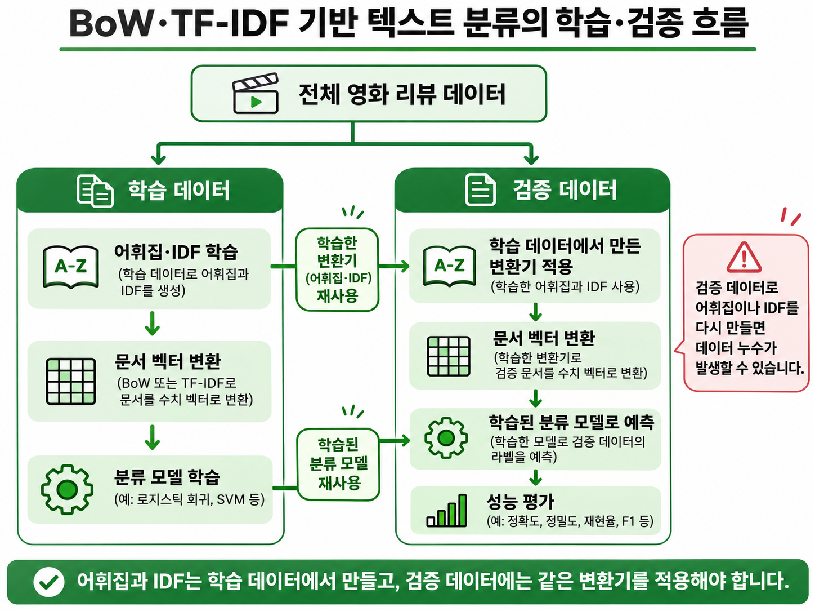 BoW·TF-IDF 기반 텍스트 분류의 학습·검증 흐름
전체 영화 리뷰 데이터
학습 데이터
A-Z
어휘집·IDF 학습
(학습 데이터로 어휘집과
IDF를 생성)
문서 벡터 변환
(BoW 또는 TF-IDF로
문서를 수치 벡터로 변환)
분류 모델 학습
(예: 로지스틱 회귀, SVM 등)
학습한
변환기
(어휘집·IDF)
재사용
학습된
분류 모델
재사용
검증 데이터
A-Z
학습 데이터에서 만든
변환기 적용
(학습한 어휘집과 IDF 사용)
문서 벡터 변환
(학습한 변환기로
검증 문서를 수치 벡터로 변환)
학습된 분류 모델로 예측
(학습한 모델로 검증 데이터의
라벨을 예측)
성능 평가
(예: 정확도, 정밀도, 재현율, F1 등)
검증 데이터로
어휘집이나 IDF를
다시 만들면
데이터 누수가
발생할 수 있습니다.
어휘집과 IDF는 학습 데이터에서 만들고, 검증 데이터에는 같은 변환기를 적용해야 합니다.